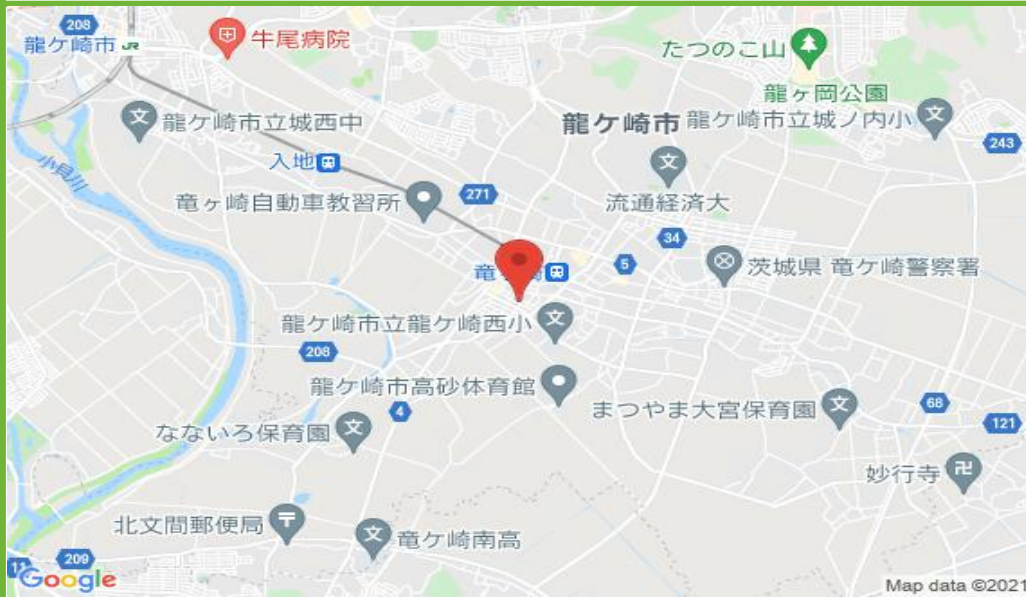 208
龍ケ崎市 JR
牛尾病院
たつのこ山
龍ヶ岡公園
龍ケ崎市立城西中
龍ケ崎市
龍ケ崎市立城ノ内小
243
小貝川
入地
271
流通経済大
竜ヶ崎自動車教習所
34
5
茨城県 竜ケ崎警察署
龍ケ崎市立龍ケ崎西小
208
龍ケ崎市高砂体育館
4
まつやま大宮保育園
68
121
なないろ保育園
妙行寺
北文間郵便局
竜ケ崎南高
209
11
Google
Map data ©2021